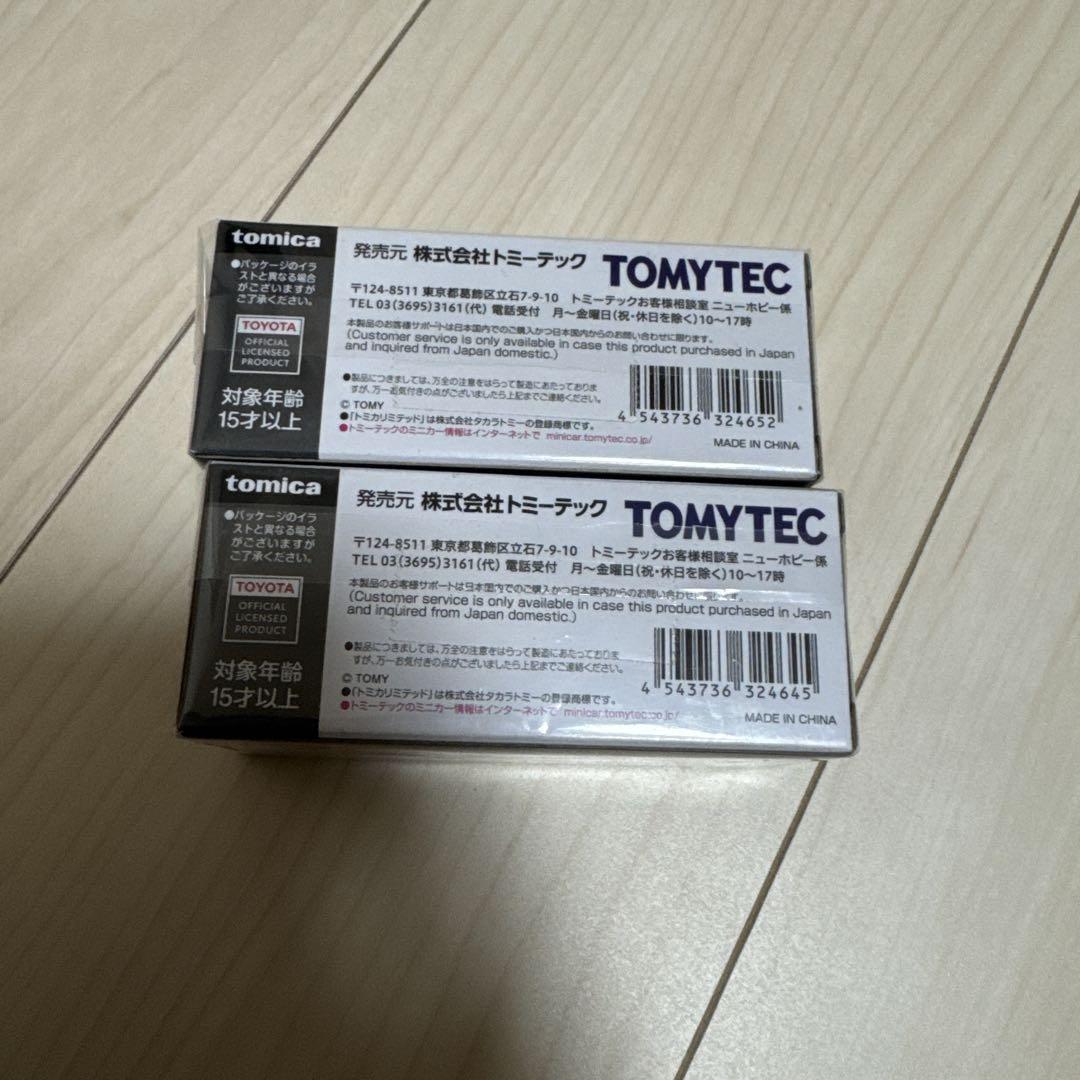 tomica
●パッケージのイラ
ストと異なる場合
がございますが
ご了承ください。
TOYOTA
OFFICIAL
LICENSED
PRODUCT
対象年齢
15才以上
発売元 株式会社トミーテック
TOMYTEC
〒124-8511 東京都葛飾区立石7-9-10 トミーテックお客様相談室 ニューホビー係
TEL 03(3695)3161(代) 電話受付 月～金曜日(祝・休日を除く)10～17時
本製品のお客様サポートは日本国内でのご購入かつ日本国内からのお問い合わせに限ります。
(Customer service is only available in case this product purchased in Japan
and inquired from Japan domestic.)
●製品につきましては、万全の注意をはらって製造にあたっておりま
すが、万一お気付きの点がございましたら上記までご連絡ください。
© TOMY
●「トミカリミテッド」は株式会社タカラトミーの登録商標です。
●トミーテックのミニカー情報はインターネットで minicar.tomytec.co.jp/
4 543736 324652
MADE IN CHINA
tomica
●パッケージのイラ
ストと異なる場合
がございますが
ご了承ください。
TOYOTA
OFFICIAL
LICENSED
PRODUCT
対象年齢
15才以上
発売元 株式会社トミーテック
TOMYTEC
〒124-8511 東京都葛飾区立石7-9-10 トミーテックお客様相談室 ニューホビー係
TEL 03(3695)3161(代) 電話受付 月～金曜日(祝・休日を除く)10～17時
本製品のお客様サポートは日本国内でのご購入かつ日本国内からのお問い合わせに限ります。
(Customer service is only available in case this product purchased in Japan
and inquired from Japan domestic.)
●製品につきましては、万全の注意をはらって製造にあたっておりま
すが、万一お気付きの点がございましたら上記までご連絡ください。
© TOMY
●「トミカリミテッド」は株式会社タカラトミーの登録商標です。
●トミーテックのミニカー情報はインターネットで minicar.tomytec.co.jp/
4 543736 324645
MADE IN CHINA